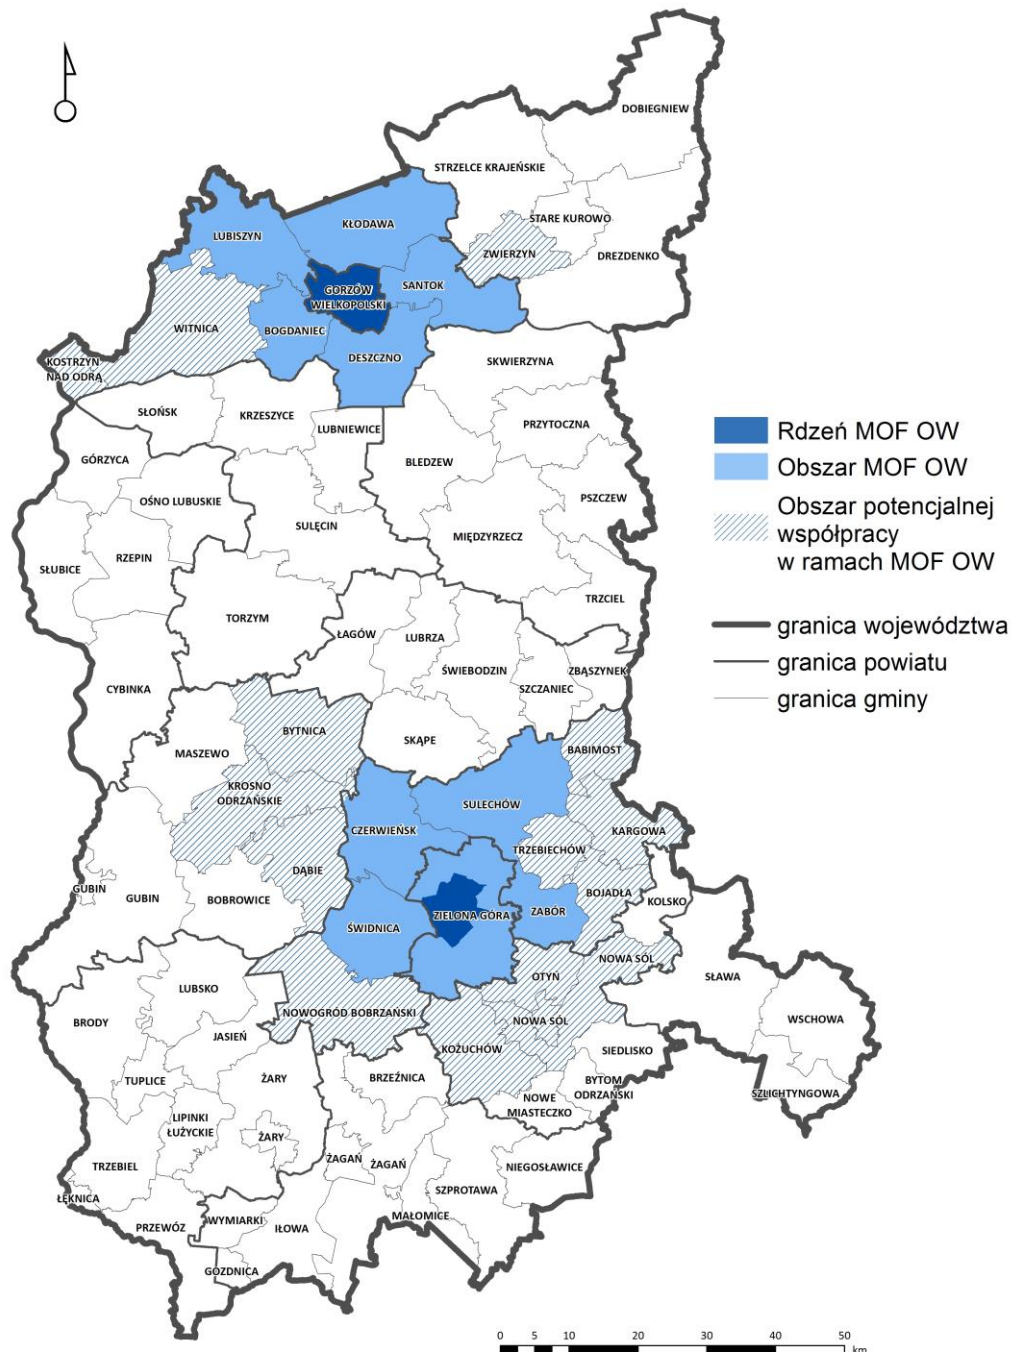 DOBIEGNIEW
STRZELCE KRAJEŃSKIE
STARE KUROWO
KŁODAWA
LUBISZYN
ZWIERZYN
DREZDENKO
SANTOK
GORZÓW
WIELKOPOLSKI
WITNICA
BOGDANIEC
DESZCZNO
KOSTRZYN
NAD ODRĄ
SKWIERZYNA
SŁOŃSK
KRZESZYCE
LUBNIEWICE
PRZYTOCZNA
GÓRZYCA
BLEDZEW
OŚNO LUBUSKIE
PSZCZEW
SULĘCIN
MIĘDZYRZECZ
RZEPIN
SŁUBICE
TRZCIEL
TORZYM
ŁAGÓW
LUBRZA
ŚWIEBODZIN
ZBĄSZYNEK
CYBINKA
SZCZANIEC
BYTNICA
SKĄPE
BABIMOST
MASZEWO
KROSNO
ODRZAŃSKIE
SULECHÓW
CZERWIEŃSK
KARGOWA
TRZEBIECHÓW
DĄBIE
GUBIN
GUBIN
BOBROWICE
BOJADŁA
KOLSKO
ZABÓR
ZIELONA GÓRA
ŚWIDNICA
NOWA SÓL
OTYŃ
SŁAWA
LUBSKO
BRODY
NOWOGRÓD BOBRZAŃSKI
NOWA SÓL
WSCHOWA
JASIEŃ
KOŻUCHÓW
SIEDLISKO
TUPLICE
ŻARY
BRZEŹNICA
BYTOM
ODRZAŃSKI
NOWE
MIASTECZKO
SZLICHTYNGOWA
LIPINKI
ŁUŻYCKIE
ŻARY
TRZEBIEL
ŻAGAŃ
ŻAGAŃ
NIEGOSŁAWICE
SZPROTAWA
ŁĘKNICA
PRZEWÓZ
WYMIARKI
IŁOWA
MAŁOMICE
GOZDNICA
Rdzeń MOF OW
Obszar MOF OW
Obszar potencjalnej
współpracy
w ramach MOF OW
granica województwa
granica powiatu
granica gminy
0 5 10 20 30 40 50
km